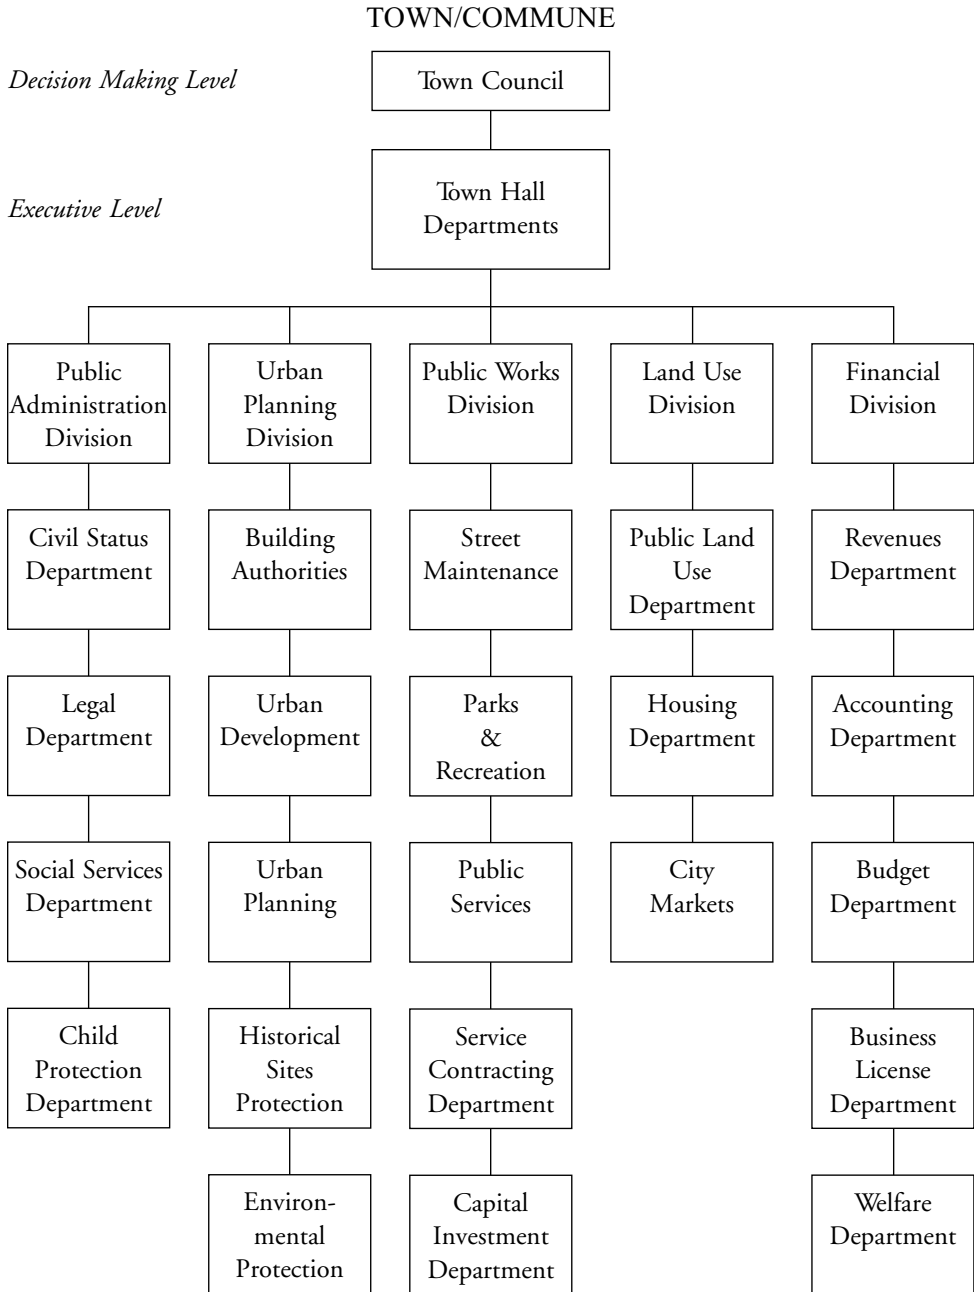 TOWN/COMMUNE
Decision Making Level
Town Council
Executive Level
Town Hall
Departments
Public
Administration
Division
Urban
Planning
Division
Public Works
Division
Land Use
Division
Financial
Division
Civil Status
Department
Building
Authorities
Street
Maintenance
Public Land
Use
Department
Revenues
Department
Legal
Department
Urban
Development
Parks
&
Recreation
Housing
Department
Accounting
Department
Social Services
Department
Urban
Planning
Public
Services
City
Markets
Budget
Department
Child
Protection
Department
Historical
Sites
Protection
Service
Contracting
Department
Business
License
Department
Environ-
mental
Protection
Capital
Investment
Department
Welfare
Department